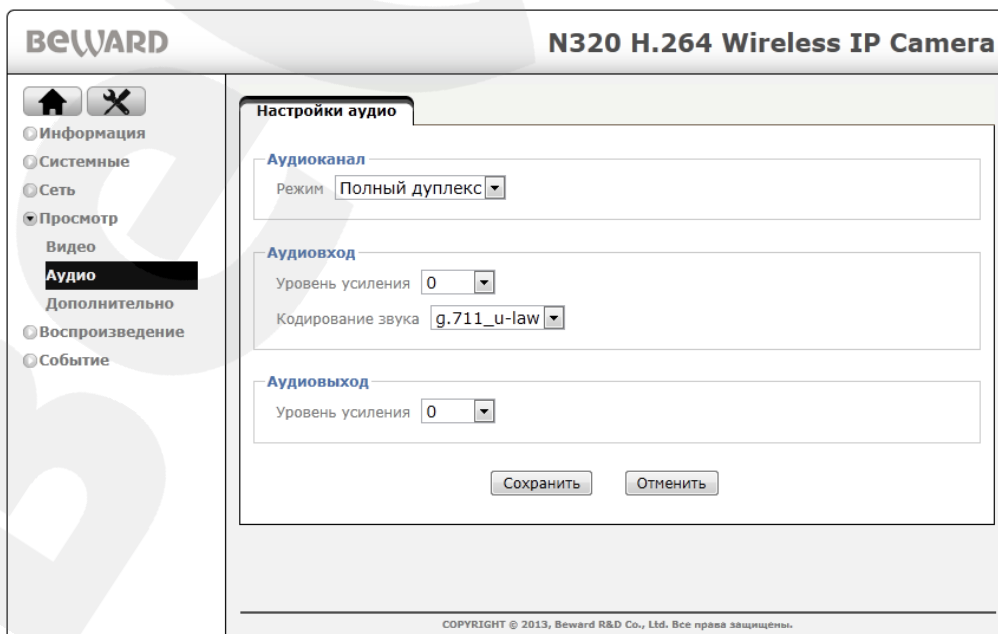 BEWARD
N320 H.264 Wireless IP Camera
Информация
Системные
Сеть
Просмотр
Видео
Аудио
Дополнительно
Воспроизведение
Событие
Настройки аудио
Аудиоканал
Режим Полный дуплекс
Аудиовход
Уровень усиления 0
Кодирование звука g.711_u-law
Аудиовыход
Уровень усиления 0
Сохранить Отменить
COPYRIGHT © 2013, Beward R&D Co., Ltd. Все права защищены.